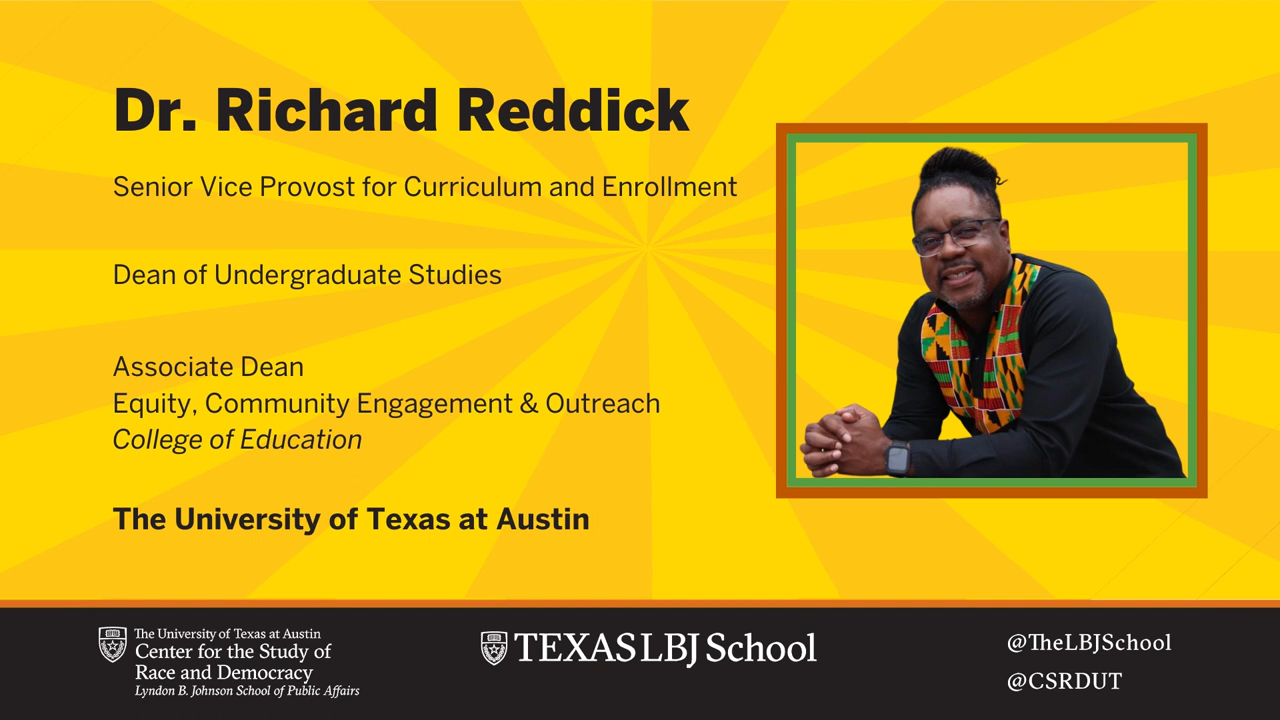 Dr. Richard Reddick
Senior Vice Provost for Curriculum and Enrollment
Dean of Undergraduate Studies
Associate Dean
Equity, Community Engagement & Outreach
College of Education
The University of Texas at Austin
The University of Texas at Austin
Center for the Study of
Race and Democracy
Lyndon B. Johnson School of Public Affairs
TEXAS LBJ School
@TheLBJSchool
@CSRDUT